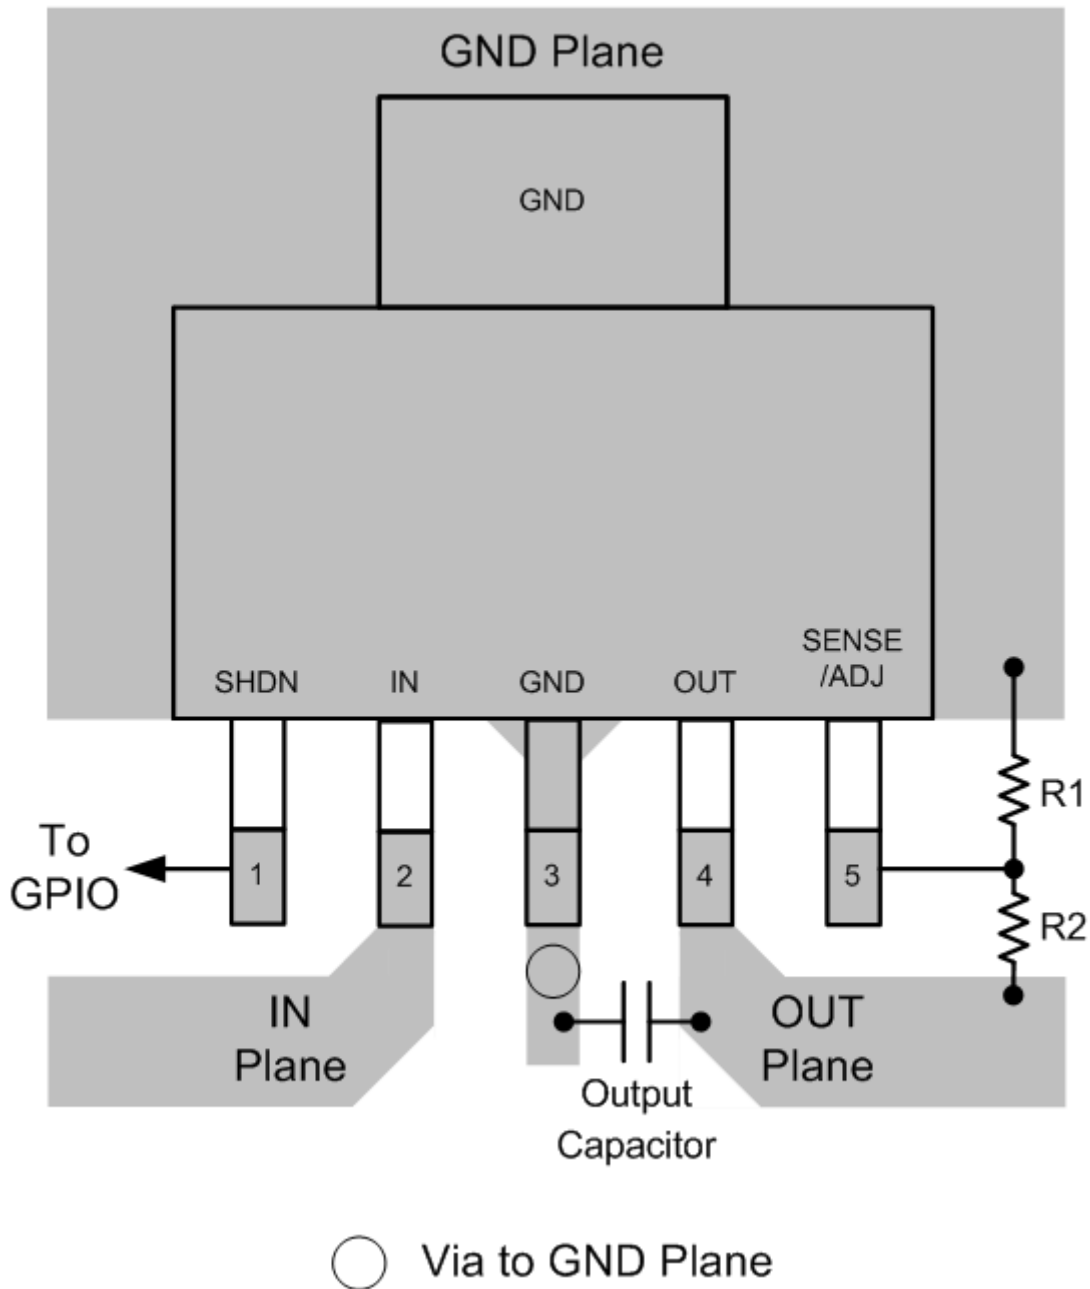 GND Plane
GND
SHDN
IN
GND
OUT
SENSE
/ADJ
To
GPIO
1
2
3
4
5
R1
R2
IN
Plane
OUT
Plane
Output
Capacitor
Via to GND Plane